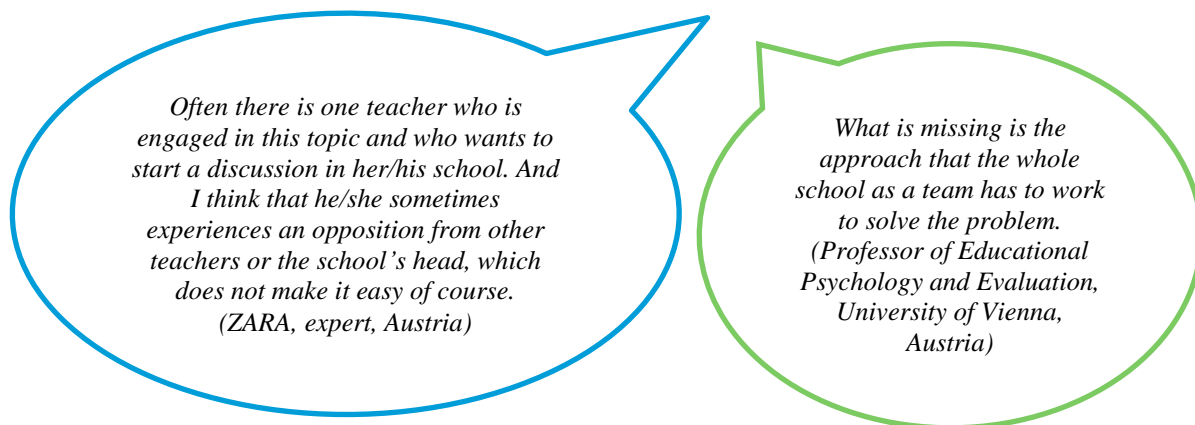 Often there is one teacher who is
engaged in this topic and who wants to
start a discussion in her/his school. And
I think that he/she sometimes
experiences an opposition from other
teachers or the school’s head, which
does not make it easy of course.
(ZARA, expert, Austria)
What is missing is the
approach that the whole
school as a team has to work
to solve the problem.
(Professor of Educational
Psychology and Evaluation,
University of Vienna,
Austria)